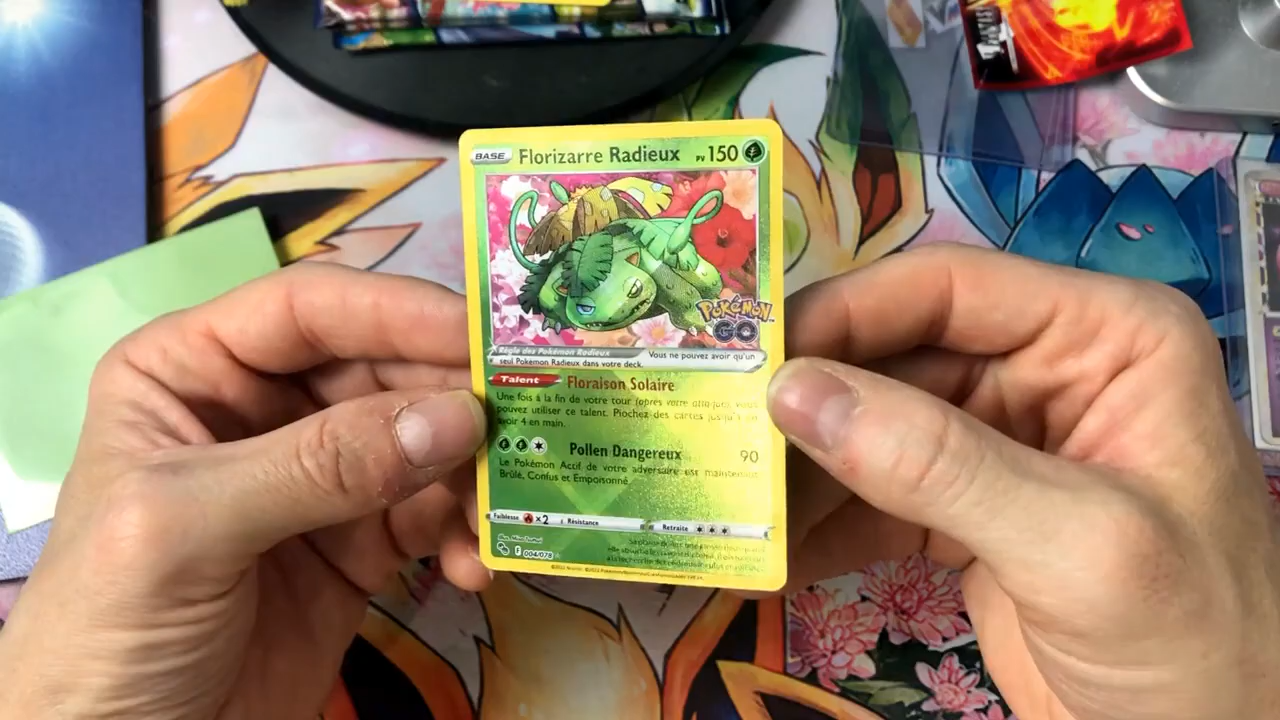 BASE Florizarre Radieux PV 150
POKÉMON
GO
Règle des Pokémon Radieux Vous ne pouvez avoir qu'un
seul Pokémon Radieux dans votre deck.
Talent Floraison Solaire
Une fois à la fin de votre tour (après votre attaque), vous
pouvez utiliser ce talent. Piochez des cartes jusqu'à en
avoir 4 en main.
Pollen Dangereux 90
Le Pokémon Actif de votre adversaire est maintenant
Brûlé, Confus et Empoisonné.
Faiblesse ×2 Résistance Retraite
F 004/078